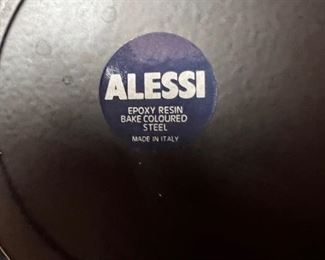 ALESSI
EPOXY RESIN
BAKE COLOURED
STEEL
MADE IN ITALY